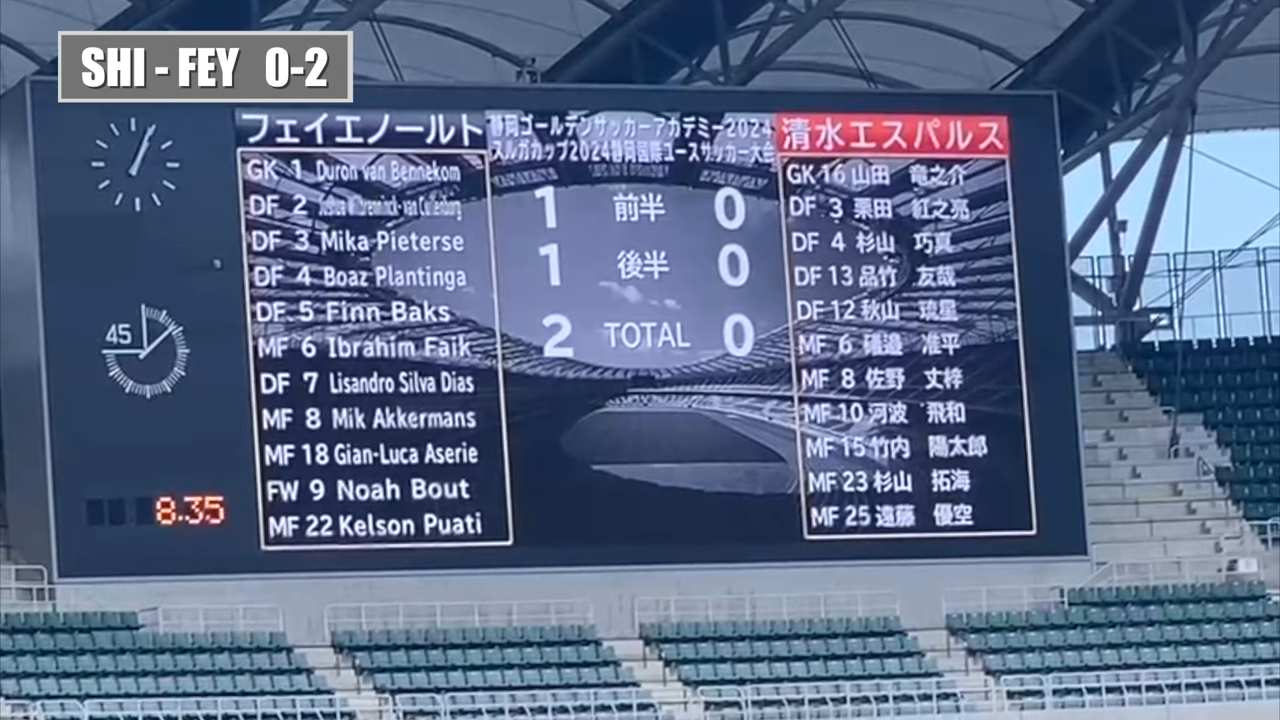 SHI - FEY 0-2
フェイエノールト
静岡ゴールデンサッカーアカデミー2024
スルガカップ2024静岡国際ユースサッカー大会
清水エスパルス
GK 1 Duron van Bennekom
DF 2
DF 3 Mika Pieterse
DF 4 Boaz Plantinga
DF 5 Finn Baks
MF 6 Ibrahim Faik
DF 7 Lisandro Silva Dias
MF 8 Mik Akkermans
MF 18 Gian-Luca Aserie
FW 9 Noah Bout
MF 22 Kelson Puati
1 前半 0
1 後半 0
2 TOTAL 0
GK 16 山田 竜之介
DF 3 栗田 紅之亮
DF 4 杉山 巧真
DF 13 品竹 友哉
DF 12 秋山 琉星
MF 6 准平
MF 8 佐野 丈梓
MF 10 河波 飛和
MF 15 竹内 陽太郎
MF 23 杉山 拓海
MF 25 遠藤 優空
45
8.35